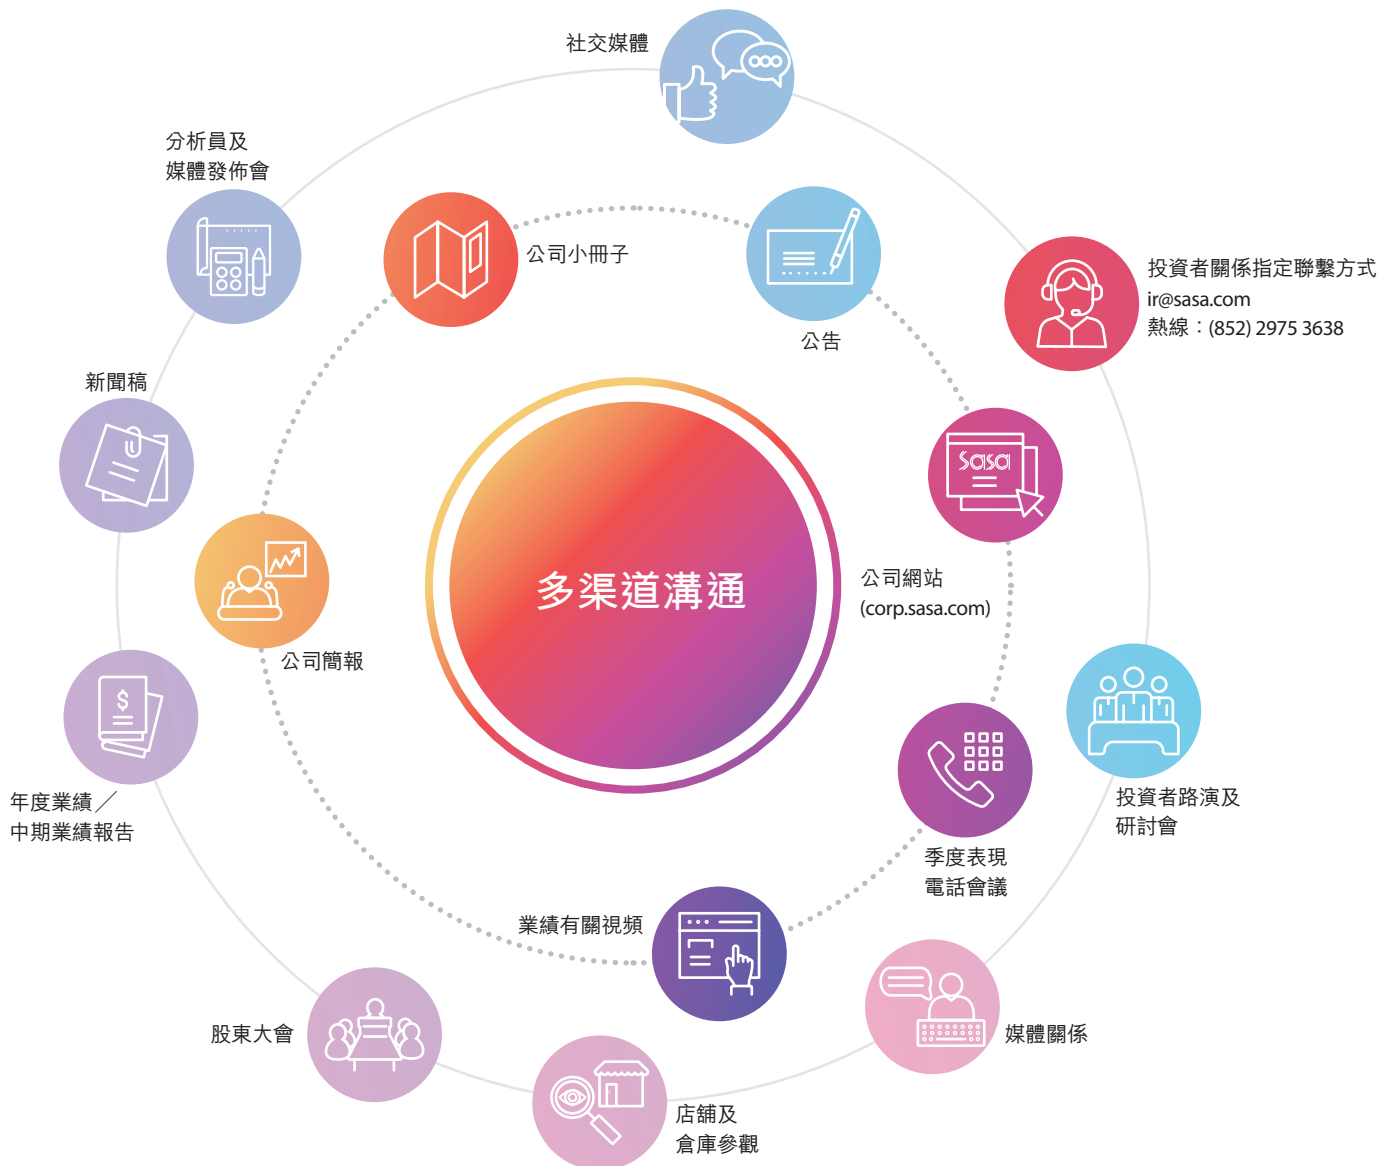 社交媒體
分析員及
媒體發佈會
公司小冊子
公告
投資者關係指定聯繫方式
ir@sasa.com
熱線：(852) 2975 3638
新聞稿
Sasa
多渠道溝通
公司網站
(corp.sasa.com)
公司簡報
$
年度業績／
中期業績報告
投資者路演及
研討會
季度表現
電話會議
業績有關視頻
股東大會
媒體關係
店舖及
倉庫參觀